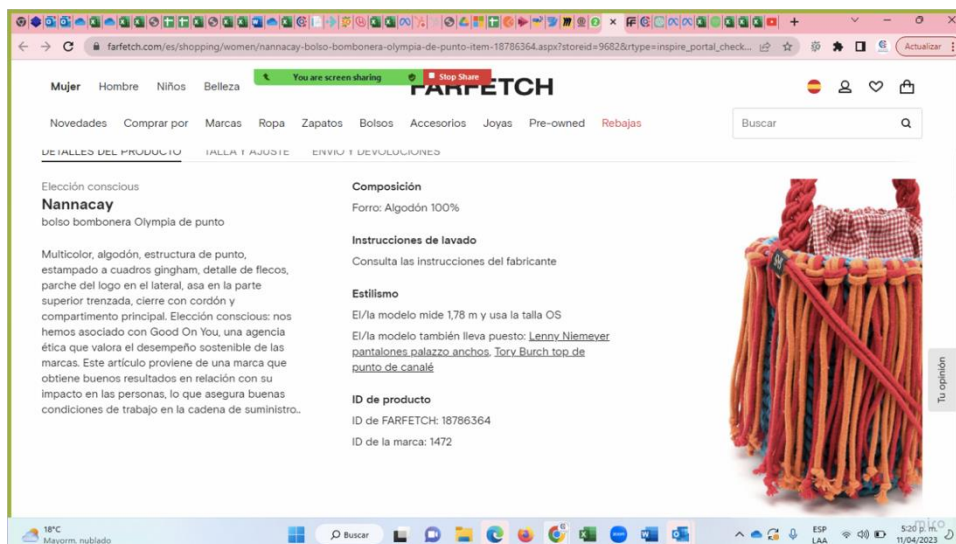 farfetch.com/es/shopping/women/nannacay-bolso-bombonera-olympia-de-punto-item-18786364.aspx?storeid=9682&rtype=inspire_portal_check...
Actualizar
You are screen sharing
Stop Share
Mujer Hombre Niños Belleza
FARFETCH
Novedades Comprar por Marcas Ropa Zapatos Bolsos Accesorios Joyas Pre-owned Rebajas
Buscar
DETALLES DEL PRODUCTO TALLA Y AJUSTE ENVÍO Y DEVOLUCIONES
Elección conscious
Nannacay
bolso bombonera Olympia de punto
Multicolor, algodón, estructura de punto,
estampado a cuadros gingham, detalle de flecos,
parche del logo en el lateral, asa en la parte
superior trenzada, cierre con cordón y
compartimento principal. Elección conscious: nos
hemos asociado con Good On You, una agencia
ética que valora el desempeño sostenible de las
marcas. Este artículo proviene de una marca que
obtiene buenos resultados en relación con su
impacto en las personas, lo que asegura buenas
condiciones de trabajo en la cadena de suministro..
Composición
Forro: Algodón 100%
Instrucciones de lavado
Consulta las instrucciones del fabricante
Estilismo
El/la modelo mide 1,78 m y usa la talla OS
El/la modelo también lleva puesto: Lenny Niemeyer
pantalones palazzo anchos, Tory Burch top de
punto de canalé
ID de producto
ID de FARFETCH: 18786364
ID de la marca: 1472
Tu opinión
18°C
Mayorm. nublado
Buscar
ESP
LAA
5:20 p. m.
11/04/2023
miro